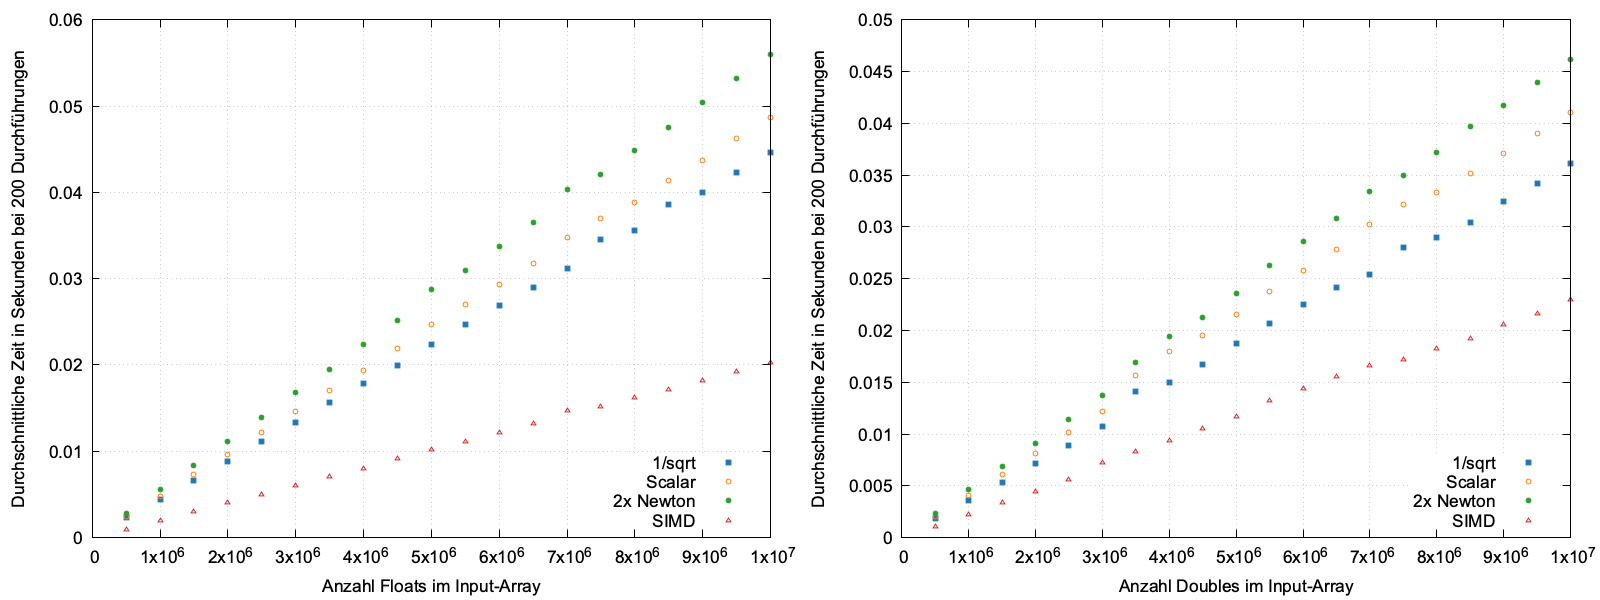 0.06
0.05
0.04
0.03
0.02
0.01
0
Durchschnittliche Zeit in Sekunden bei 200 Durchführungen
1/sqrt
Scalar
2x Newton
SIMD
0 1x10⁶ 2x10⁶ 3x10⁶ 4x10⁶ 5x10⁶ 6x10⁶ 7x10⁶ 8x10⁶ 9x10⁶ 1x10⁷
Anzahl Floats im Input-Array
0.05
0.045
0.04
0.035
0.03
0.025
0.02
0.015
0.01
0.005
0
Durchschnittliche Zeit in Sekunden bei 200 Durchführungen
1/sqrt
Scalar
2x Newton
SIMD
0 1x10⁶ 2x10⁶ 3x10⁶ 4x10⁶ 5x10⁶ 6x10⁶ 7x10⁶ 8x10⁶ 9x10⁶ 1x10⁷
Anzahl Doubles im Input-Array